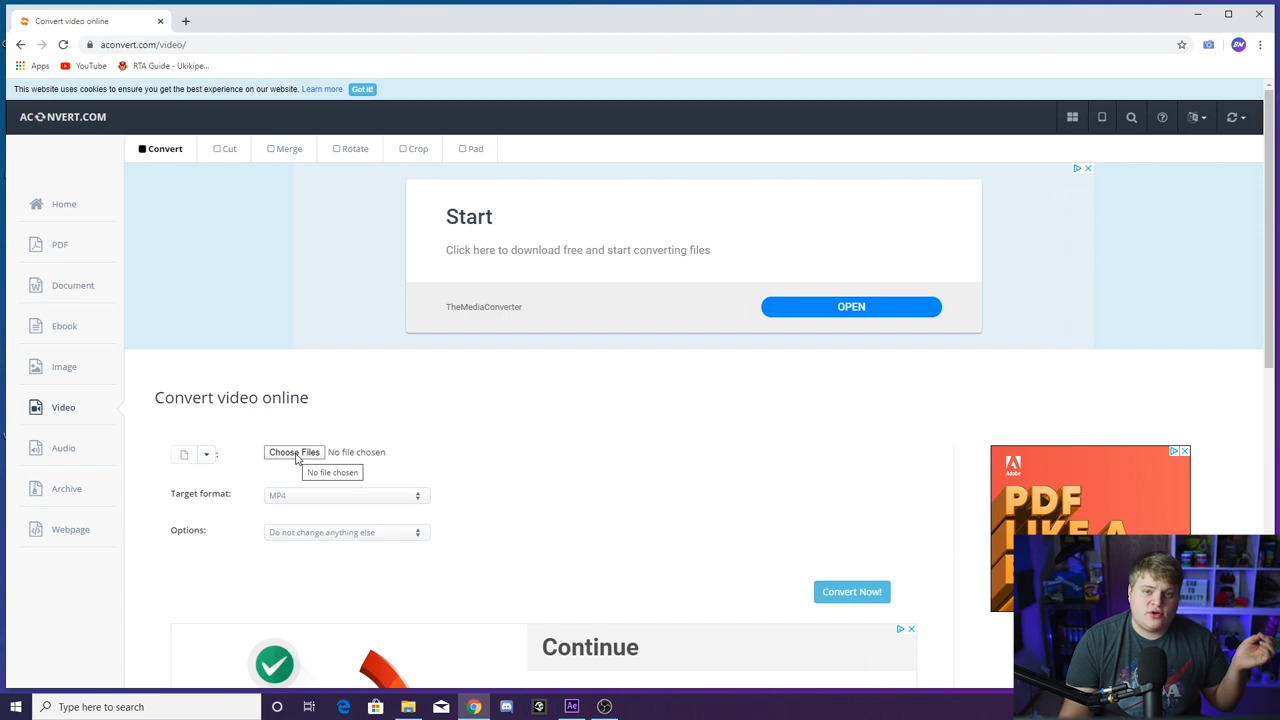 Convert video online
aconvert.com/video/
BN
Apps
YouTube
RTA Guide - Ukikipe...
This website uses cookies to ensure you get the best experience on our website. Learn more Got it!
ACONVERT.COM
Convert
Cut
Merge
Rotate
Crop
Pad
Home
PDF
Document
Ebook
Image
Video
Audio
Archive
Webpage
Start
Click here to download free and start converting files
TheMediaConverter
OPEN
Convert video online
:
Choose Files No file chosen
No file chosen
Target format:
MP4
Options:
Do not change anything else
Convert Now!
Adobe
PDF
LIKE A
Continue
Type here to search
Ae